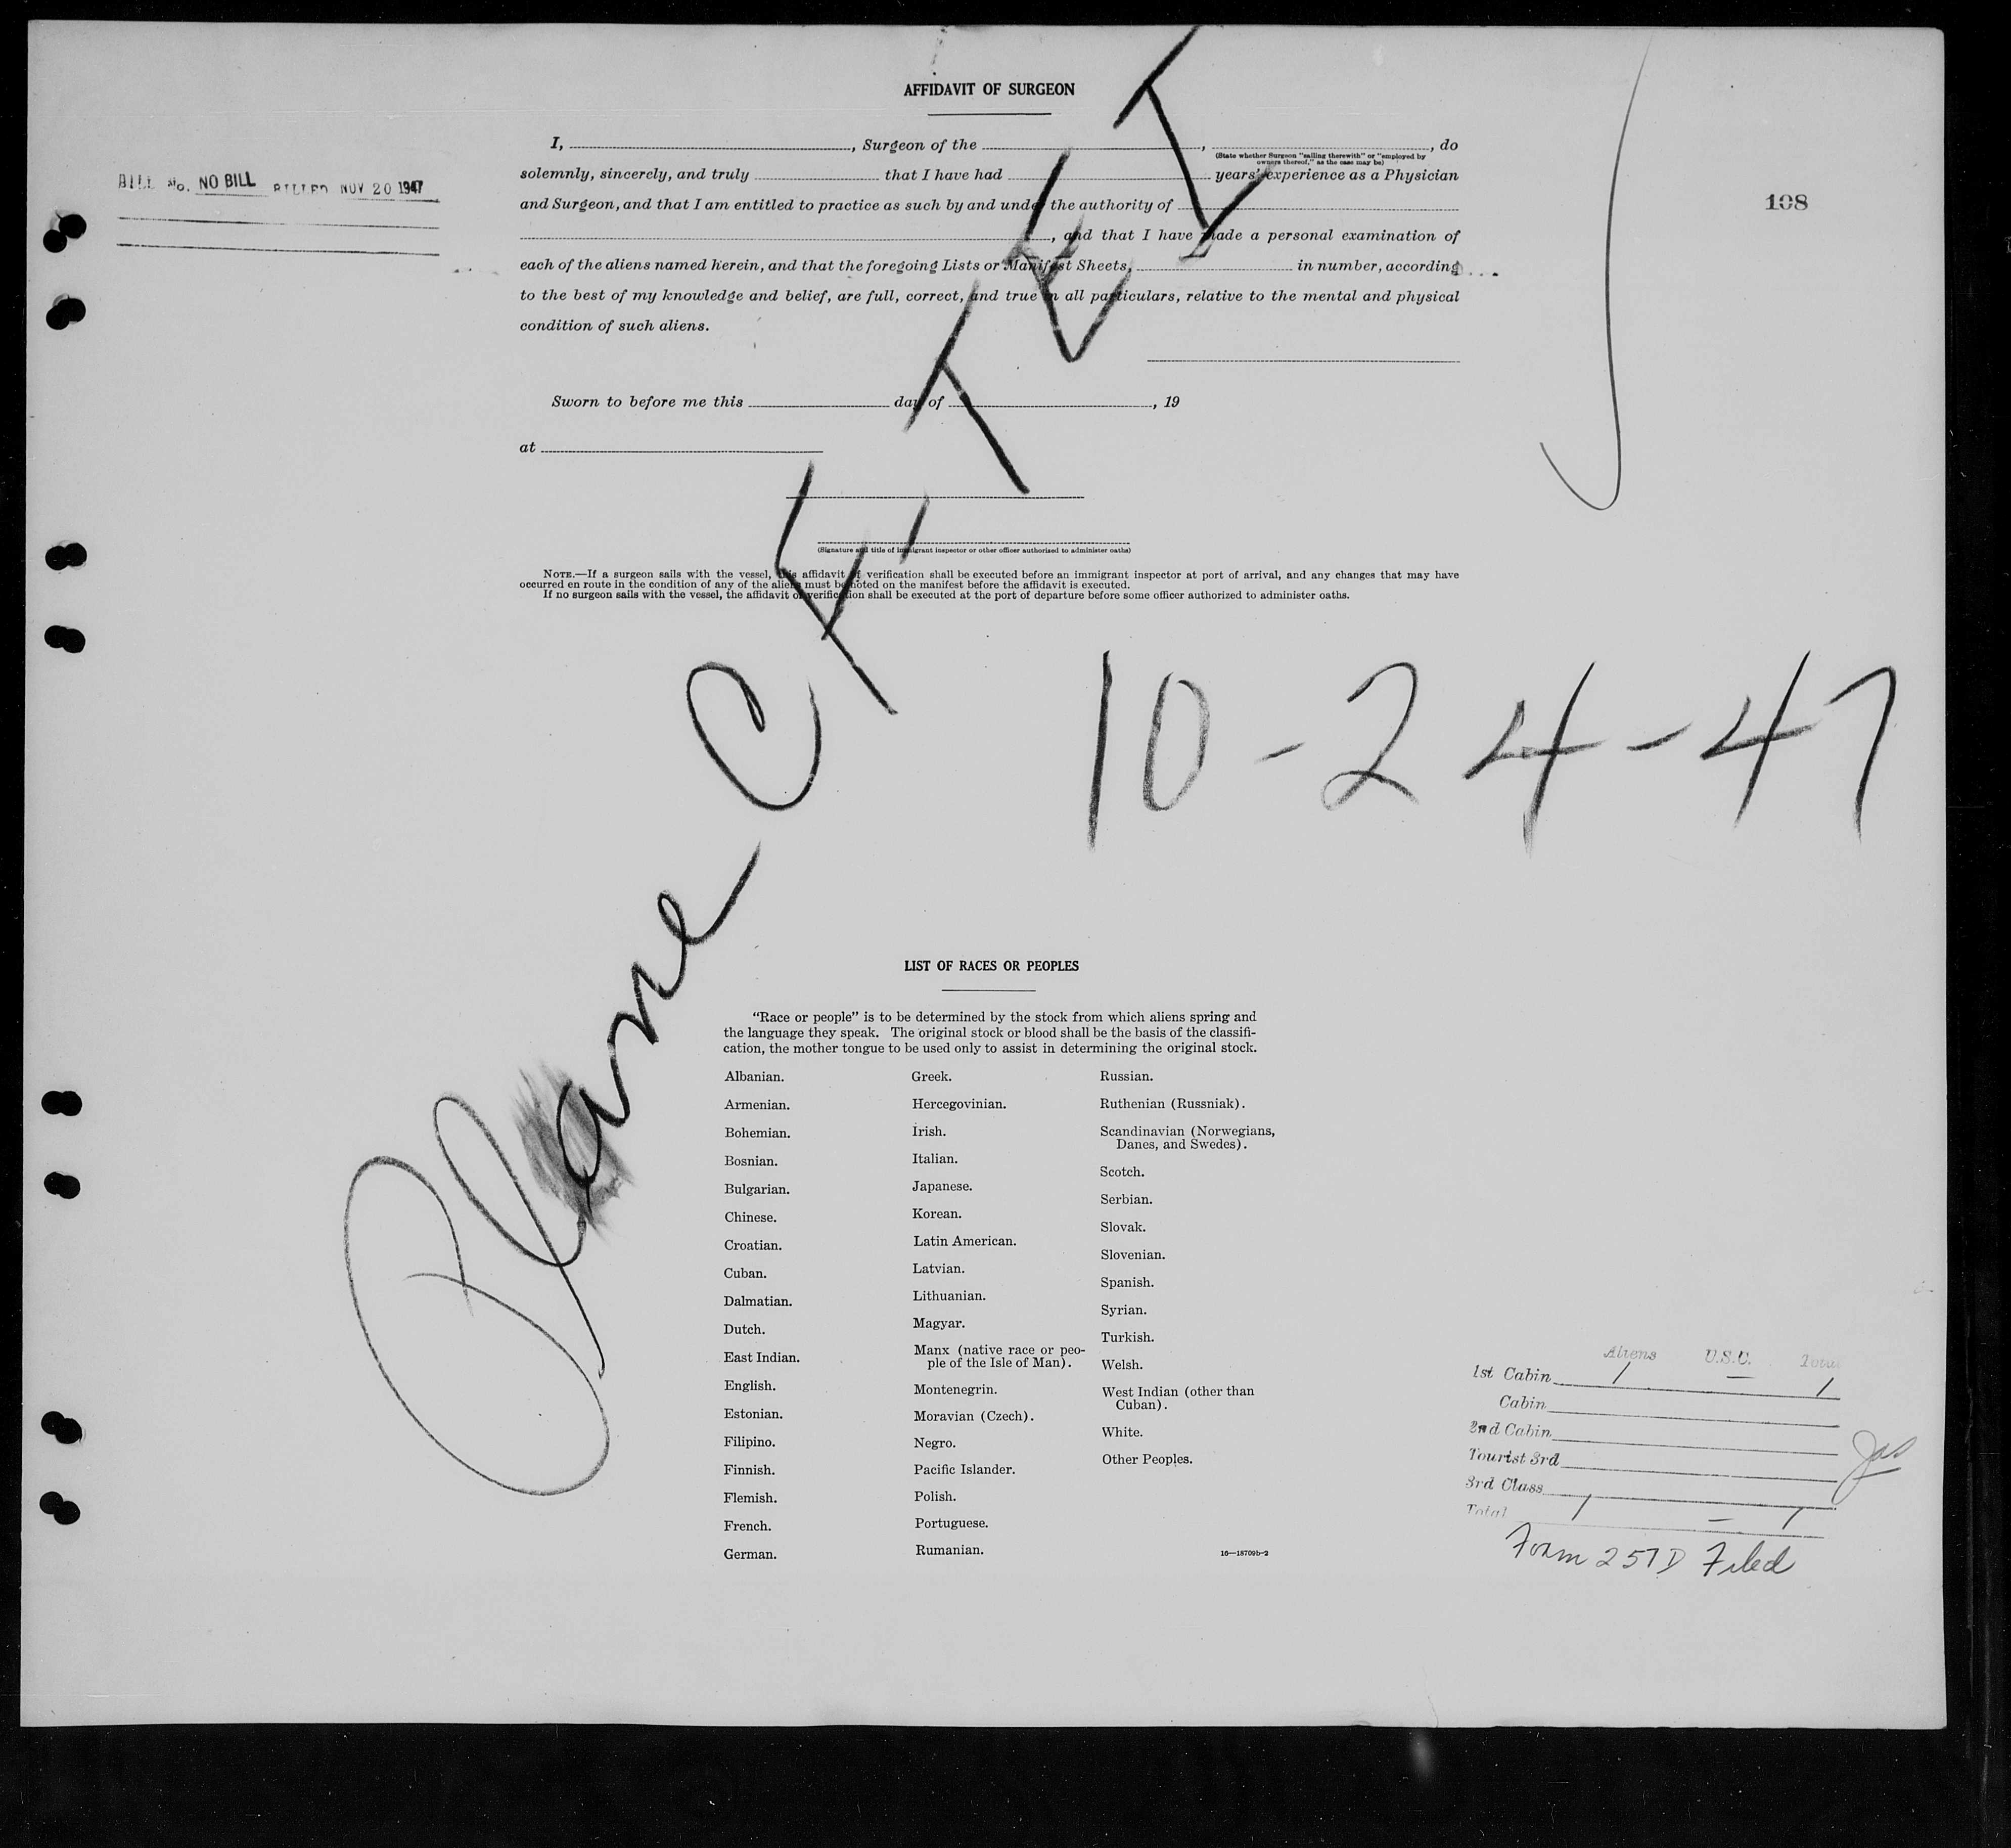 AFFIDAVIT OF SURGEON
I, , Surgeon of the , , do
(State whether Surgeon "sailing therewith" or "employed by
owners thereof," as the case may be)
solemnly, sincerely, and truly that I have had years' experience as a Physician
and Surgeon, and that I am entitled to practice as such by and under the authority of
, and that I have made a personal examination of
each of the aliens named herein, and that the foregoing Lists or Manifest Sheets, in number, according
to the best of my knowledge and belief, are full, correct, and true in all particulars, relative to the mental and physical
condition of such aliens.
Sworn to before me this day of , 19
at
(Signature and title of immigrant inspector or other officer authorized to administer oaths)
NOTE.—If a surgeon sails with the vessel, this affidavit of verification shall be executed before an immigrant inspector at port of arrival, and any changes that may have
occurred en route in the condition of any of the aliens must be noted on the manifest before the affidavit is executed.
If no surgeon sails with the vessel, the affidavit of verification shall be executed at the port of departure before some officer authorized to administer oaths.
BILL No. NO BILL BILLED NOV 20 1947
108
Plane CF-TET
10-24-47
LIST OF RACES OR PEOPLES
"Race or people" is to be determined by the stock from which aliens spring and
the language they speak. The original stock or blood shall be the basis of the classifi-
cation, the mother tongue to be used only to assist in determining the original stock.
Albanian.
Armenian.
Bohemian.
Bosnian.
Bulgarian.
Chinese.
Croatian.
Cuban.
Dalmatian.
Dutch.
East Indian.
English.
Estonian.
Filipino.
Finnish.
Flemish.
French.
German.
Greek.
Hercegovinian.
Irish.
Italian.
Japanese.
Korean.
Latin American.
Latvian.
Lithuanian.
Magyar.
Manx (native race or peo-
ple of the Isle of Man).
Montenegrin.
Moravian (Czech).
Negro.
Pacific Islander.
Polish.
Portuguese.
Rumanian.
Russian.
Ruthenian (Russniak).
Scandinavian (Norwegians,
Danes, and Swedes).
Scotch.
Serbian.
Slovak.
Slovenian.
Spanish.
Syrian.
Turkish.
Welsh.
West Indian (other than
Cuban).
White.
Other Peoples.
16—18709b-2
Aliens U.S.C. Total
1st Cabin 1 — 1
Cabin
2nd Cabin
Tourist 3rd
3rd Class
Total 1 — 1
Form 257D Filed